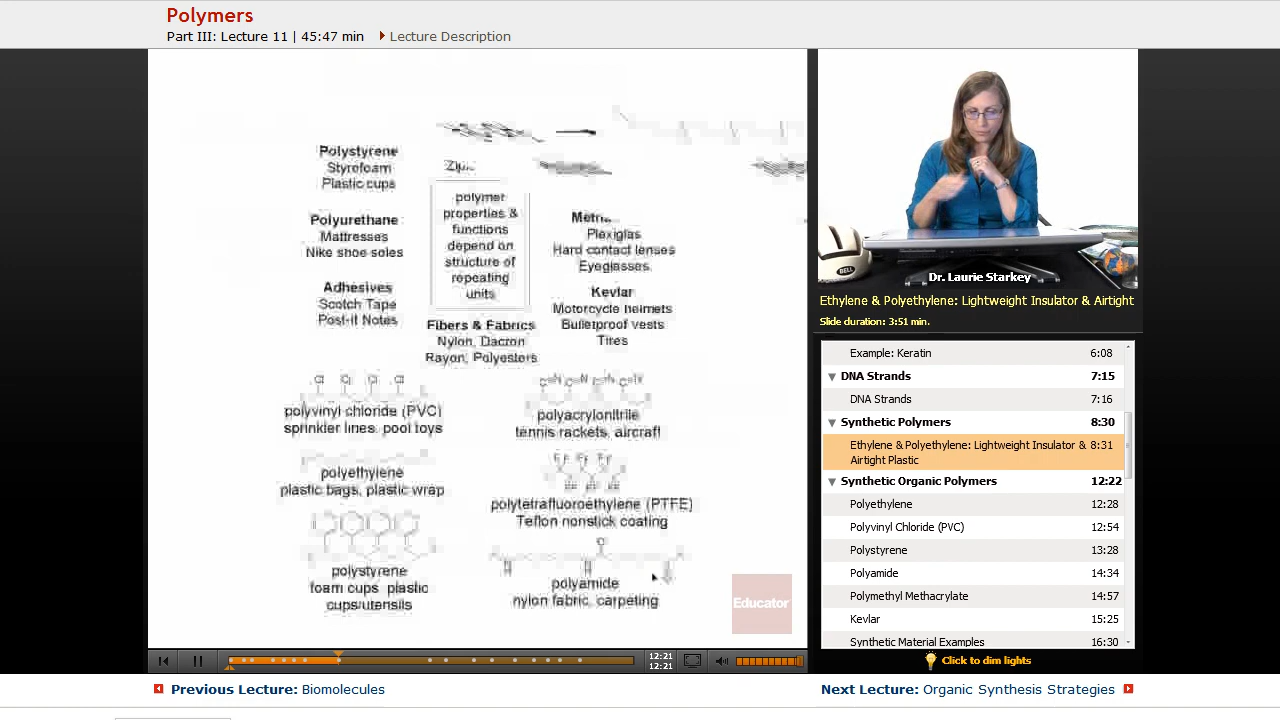 Polymers
Part III: Lecture 11 | 45:47 min
Lecture Description
Polystyrene
Styrofoam
Plastic cups
polymer
properties &
functions
depend on
structure of
repeating
units
Plexiglas
Hard contact lenses
Eyeglasses
Polyurethane
Mattresses
Nike shoe soles
Adhesives
Scotch Tape
Post-it Notes
Fibers & Fabrics
Nylon, Dacron
Rayon, Polyesters
Kevlar
Motorcycle helmets
Bulletproof vests
Tires
Cl Cl Cl Cl
polyvinyl chloride (PVC)
sprinkler lines, pool toys
C≡N C≡N C≡N C≡N
polyacrylonitrile
tennis rackets, aircraft
polyethylene
plastic bags, plastic wrap
polytetrafluoroethylene (PTFE)
Teflon nonstick coating
polystyrene
foam cups, plastic
cups/utensils
polyamide
nylon fabric, carpeting
Educator
12:21
12:21
BELL
Dr. Laurie Starkey
Ethylene & Polyethylene: Lightweight Insulator & Airtight
Slide duration: 3:51 min.
Example: Keratin 6:08
DNA Strands 7:15
DNA Strands 7:16
Synthetic Polymers 8:30
Ethylene & Polyethylene: Lightweight Insulator & 8:31
Airtight Plastic
Synthetic Organic Polymers 12:22
Polyethylene 12:28
Polyvinyl Chloride (PVC) 12:54
Polystyrene 13:28
Polyamide 14:34
Polymethyl Methacrylate 14:57
Kevlar 15:25
Synthetic Material Examples 16:30
Click to dim lights
Previous Lecture: Biomolecules
Next Lecture: Organic Synthesis Strategies